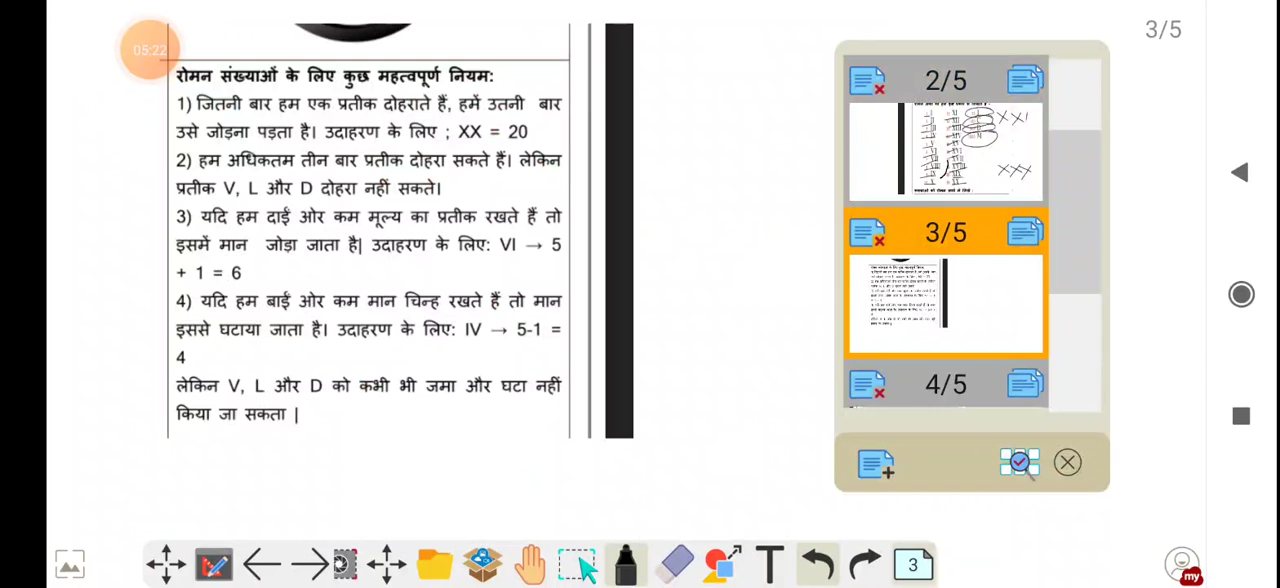 05:22
3/5
रोमन संख्याओं के लिए कुछ महत्वपूर्ण नियम:
1) जितनी बार हम एक प्रतीक दोहराते हैं, हमें उतनी बार
उसे जोड़ना पड़ता है। उदाहरण के लिए ; XX = 20
2) हम अधिकतम तीन बार प्रतीक दोहरा सकते हैं। लेकिन
प्रतीक V, L और D दोहरा नहीं सकते।
3) यदि हम दाईं ओर कम मूल्य का प्रतीक रखते हैं तो
इसमें मान जोड़ा जाता है| उदाहरण के लिए: VI → 5
+ 1 = 6
4) यदि हम बाईं ओर कम मान चिन्ह रखते हैं तो मान
इससे घटाया जाता है। उदाहरण के लिए: IV → 5-1 =
4
लेकिन V, L और D को कभी भी जमा और घटा नहीं
किया जा सकता |
2/5
3/5
4/5
T
3
my